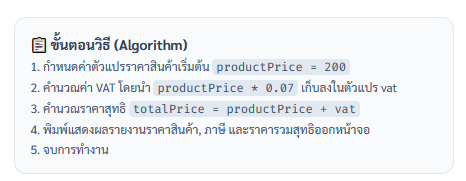 📋 ขั้นตอนวิธี (Algorithm)
1. กำหนดค่าตัวแปรราคาสินค้าเริ่มต้น productPrice = 200
2. คำนวณค่า VAT โดยนำ productPrice * 0.07 เก็บลงในตัวแปร vat
3. คำนวณราคาสุทธิ totalPrice = productPrice + vat
4. พิมพ์แสดงผลรายงานราคาสินค้า, ภาษี และราคารวมสุทธิออกหน้าจอ
5. จบการทำงาน